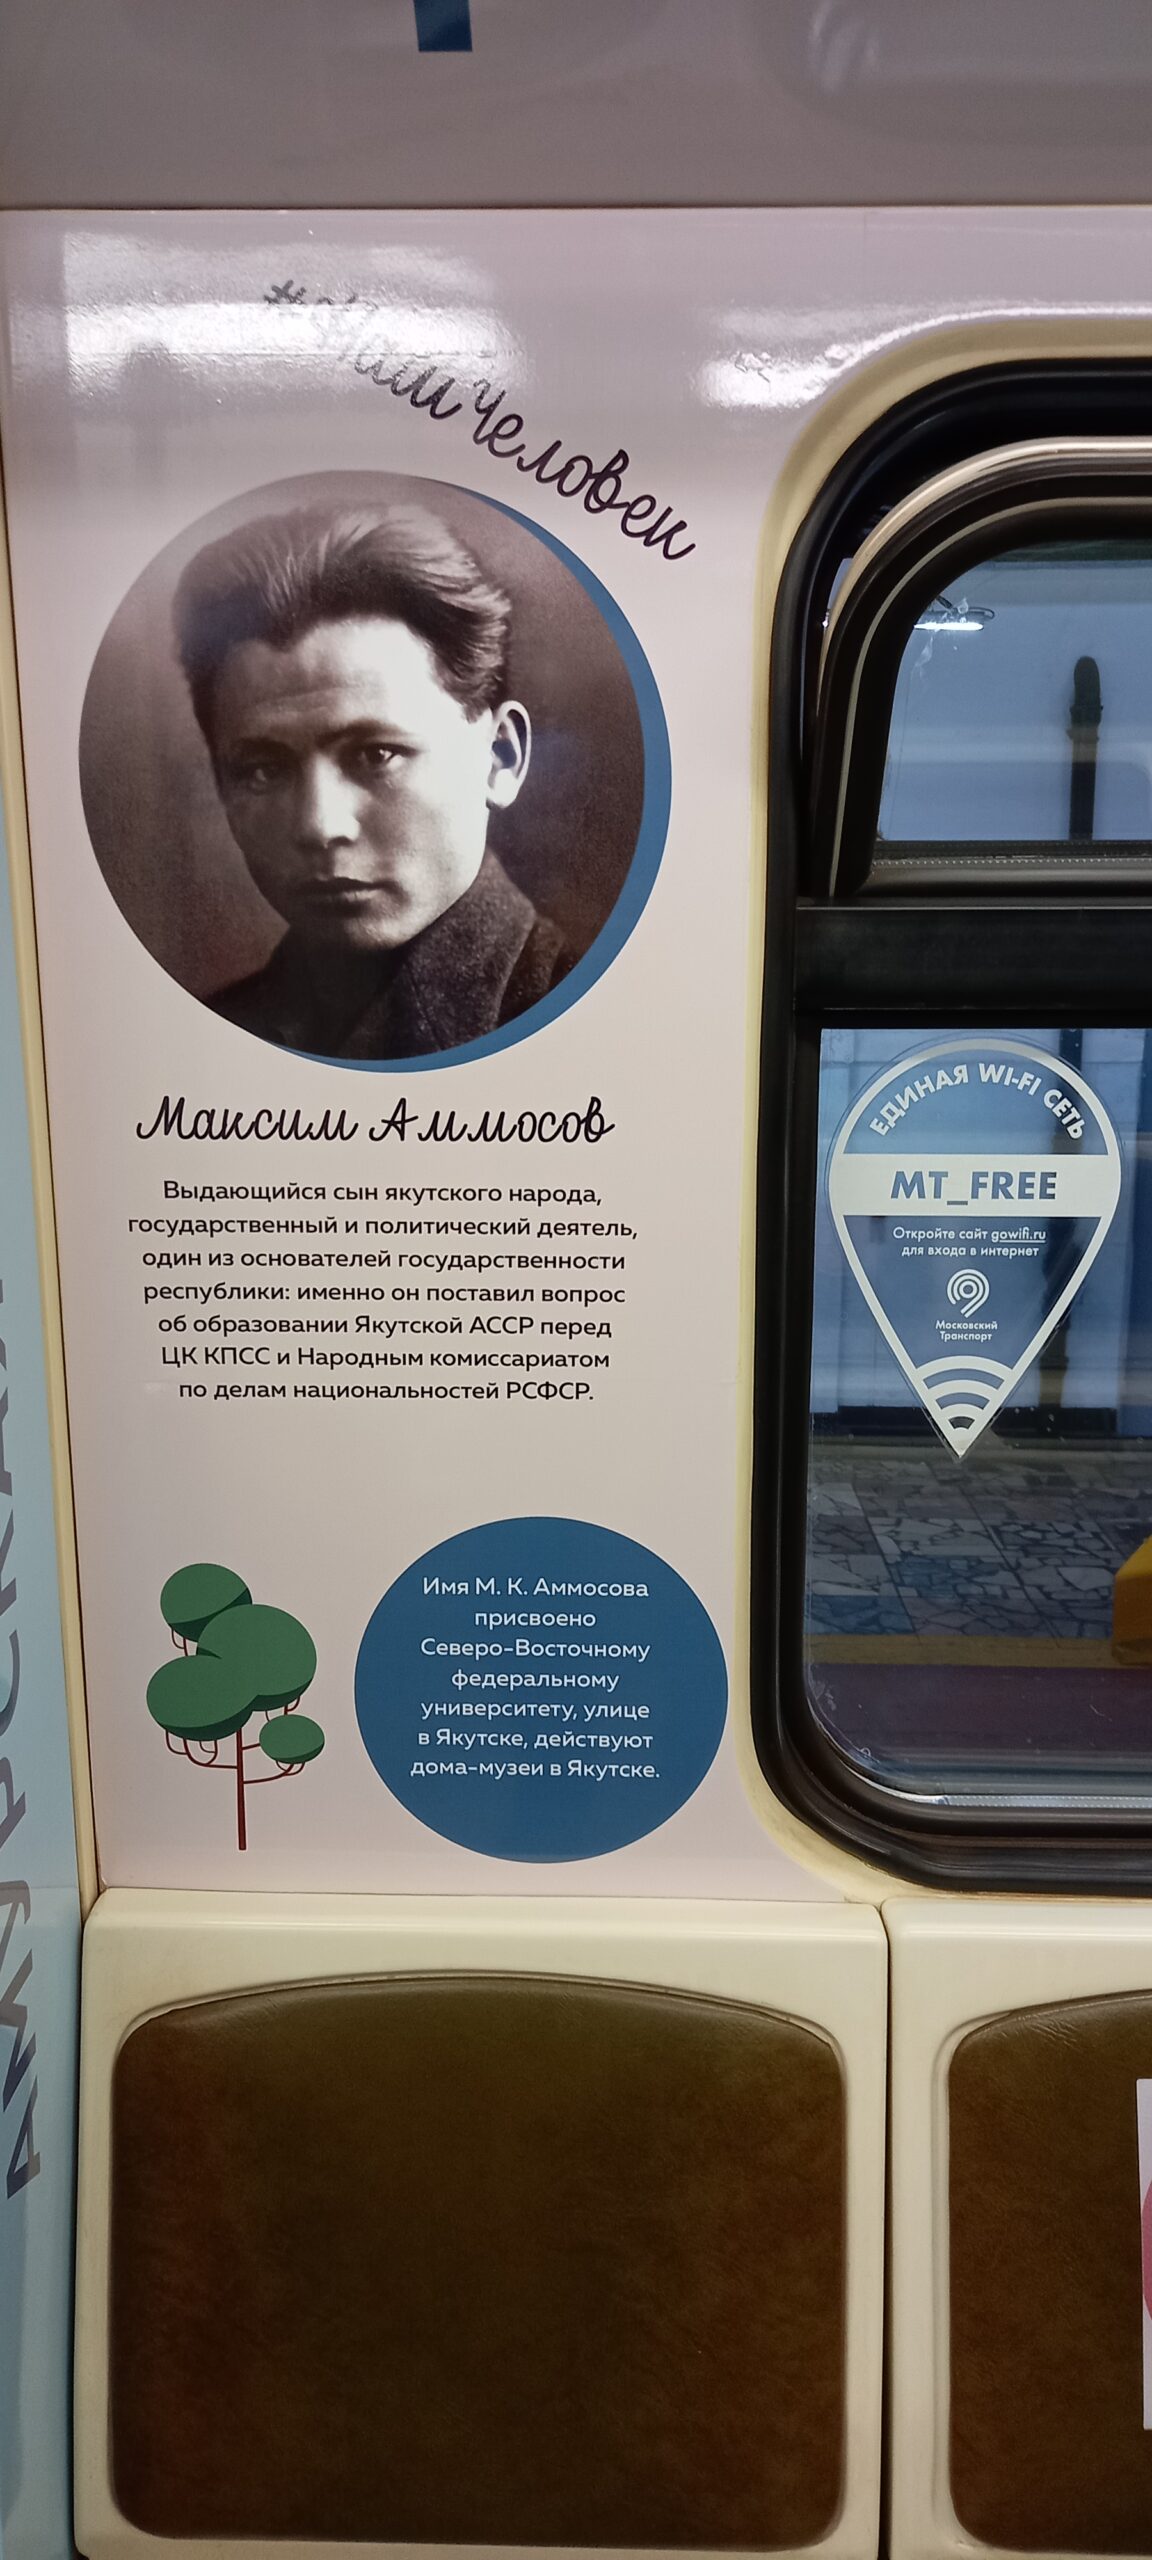 #НашЧеловек
Максим Аммосов
Выдающийся сын якутского народа,
государственный и политический деятель,
один из основателей государственности
республики: именно он поставил вопрос
об образовании Якутской АССР перед
ЦК КПСС и Народным комиссариатом
по делам национальностей РСФСР.
Имя М. К. Аммосова
присвоено
Северо-Восточному
федеральному
университету, улице
в Якутске, действуют
дома-музеи в Якутске.
ЕДИНАЯ WI-FI СЕТЬ
MT_FREE
Откройте сайт gowifi.ru
для входа в интернет
Московский
Транспорт